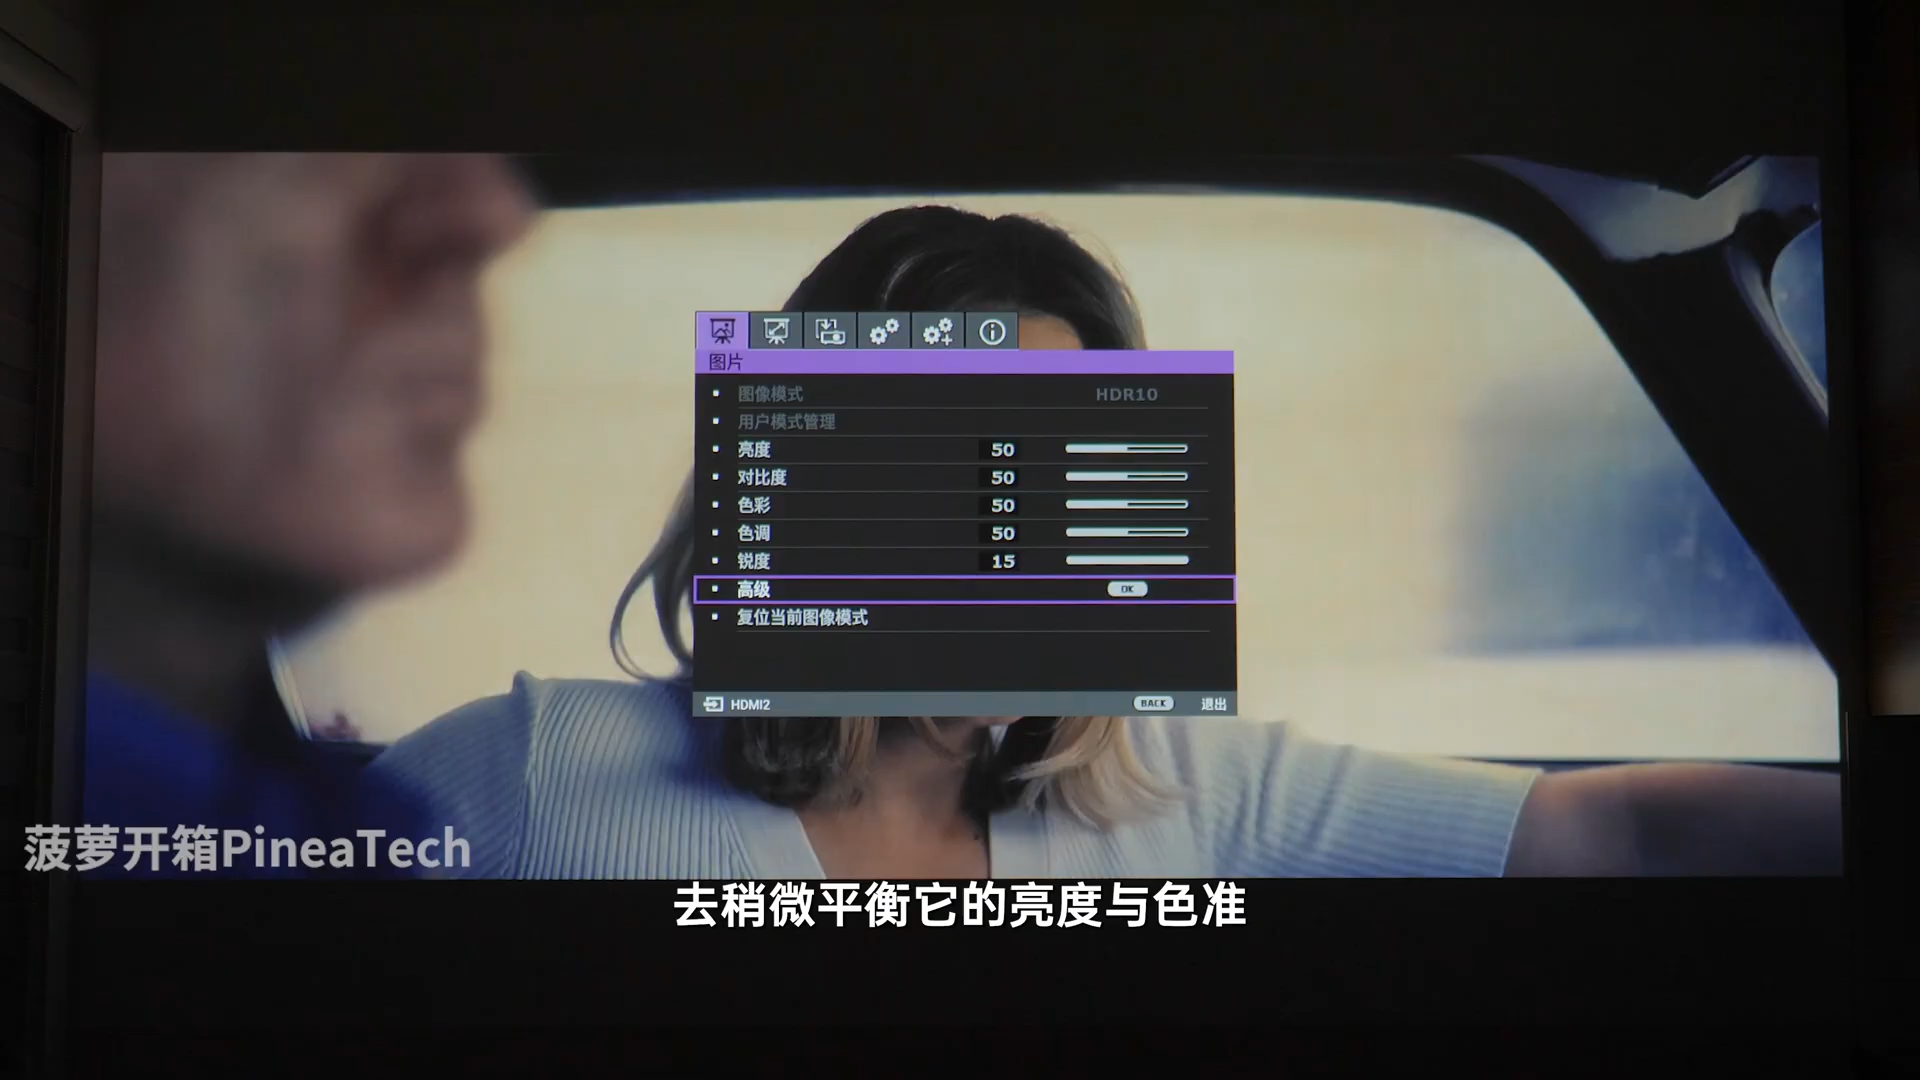 图片
图像模式 HDR10
用户模式管理
亮度 50
对比度 50
色彩 50
色调 50
锐度 15
高级 OK
复位当前图像模式
HDMI2 BACK 退出
菠萝开箱PineaTech
去稍微平衡它的亮度与色准